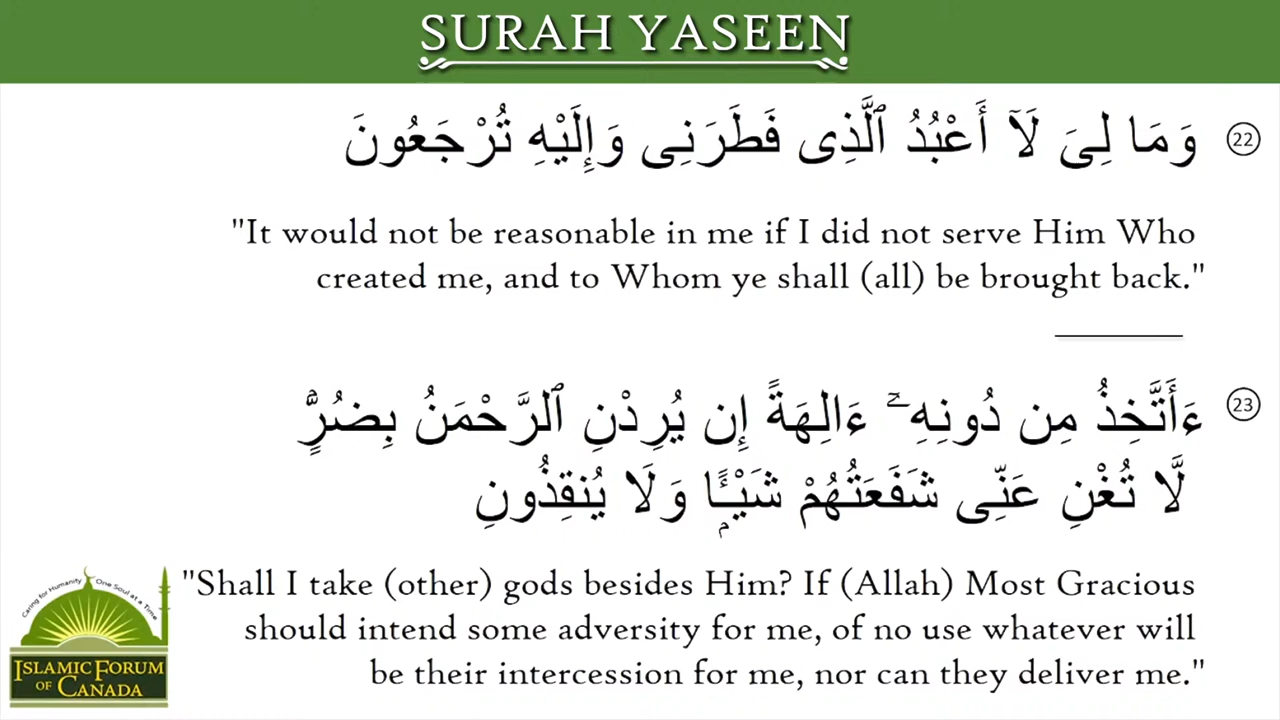 SURAH YASEEN
وَمَا لِىَ لَآ أَعْبُدُ ٱلَّذِى فَطَرَنِى وَإِلَيْهِ تُرْجَعُونَ 22
"It would not be reasonable in me if I did not serve Him Who
created me, and to Whom ye shall (all) be brought back."
ءَأَتَّخِذُ مِن دُونِهِۦٓ ءَالِهَةً إِن يُرِدْنِ ٱلرَّحْمَنُ بِضُرٍّۢ 23
لَّا تُغْنِ عَنِّى شَفَعَتُهُمْ شَيْـًۭٔا وَلَا يُنقِذُونِ
"Shall I take (other) gods besides Him? If (Allah) Most Gracious
should intend some adversity for me, of no use whatever will
be their intercession for me, nor can they deliver me."
Caring for Humanity One Soul at a Time
ISLAMIC FORUM
OF CANADA